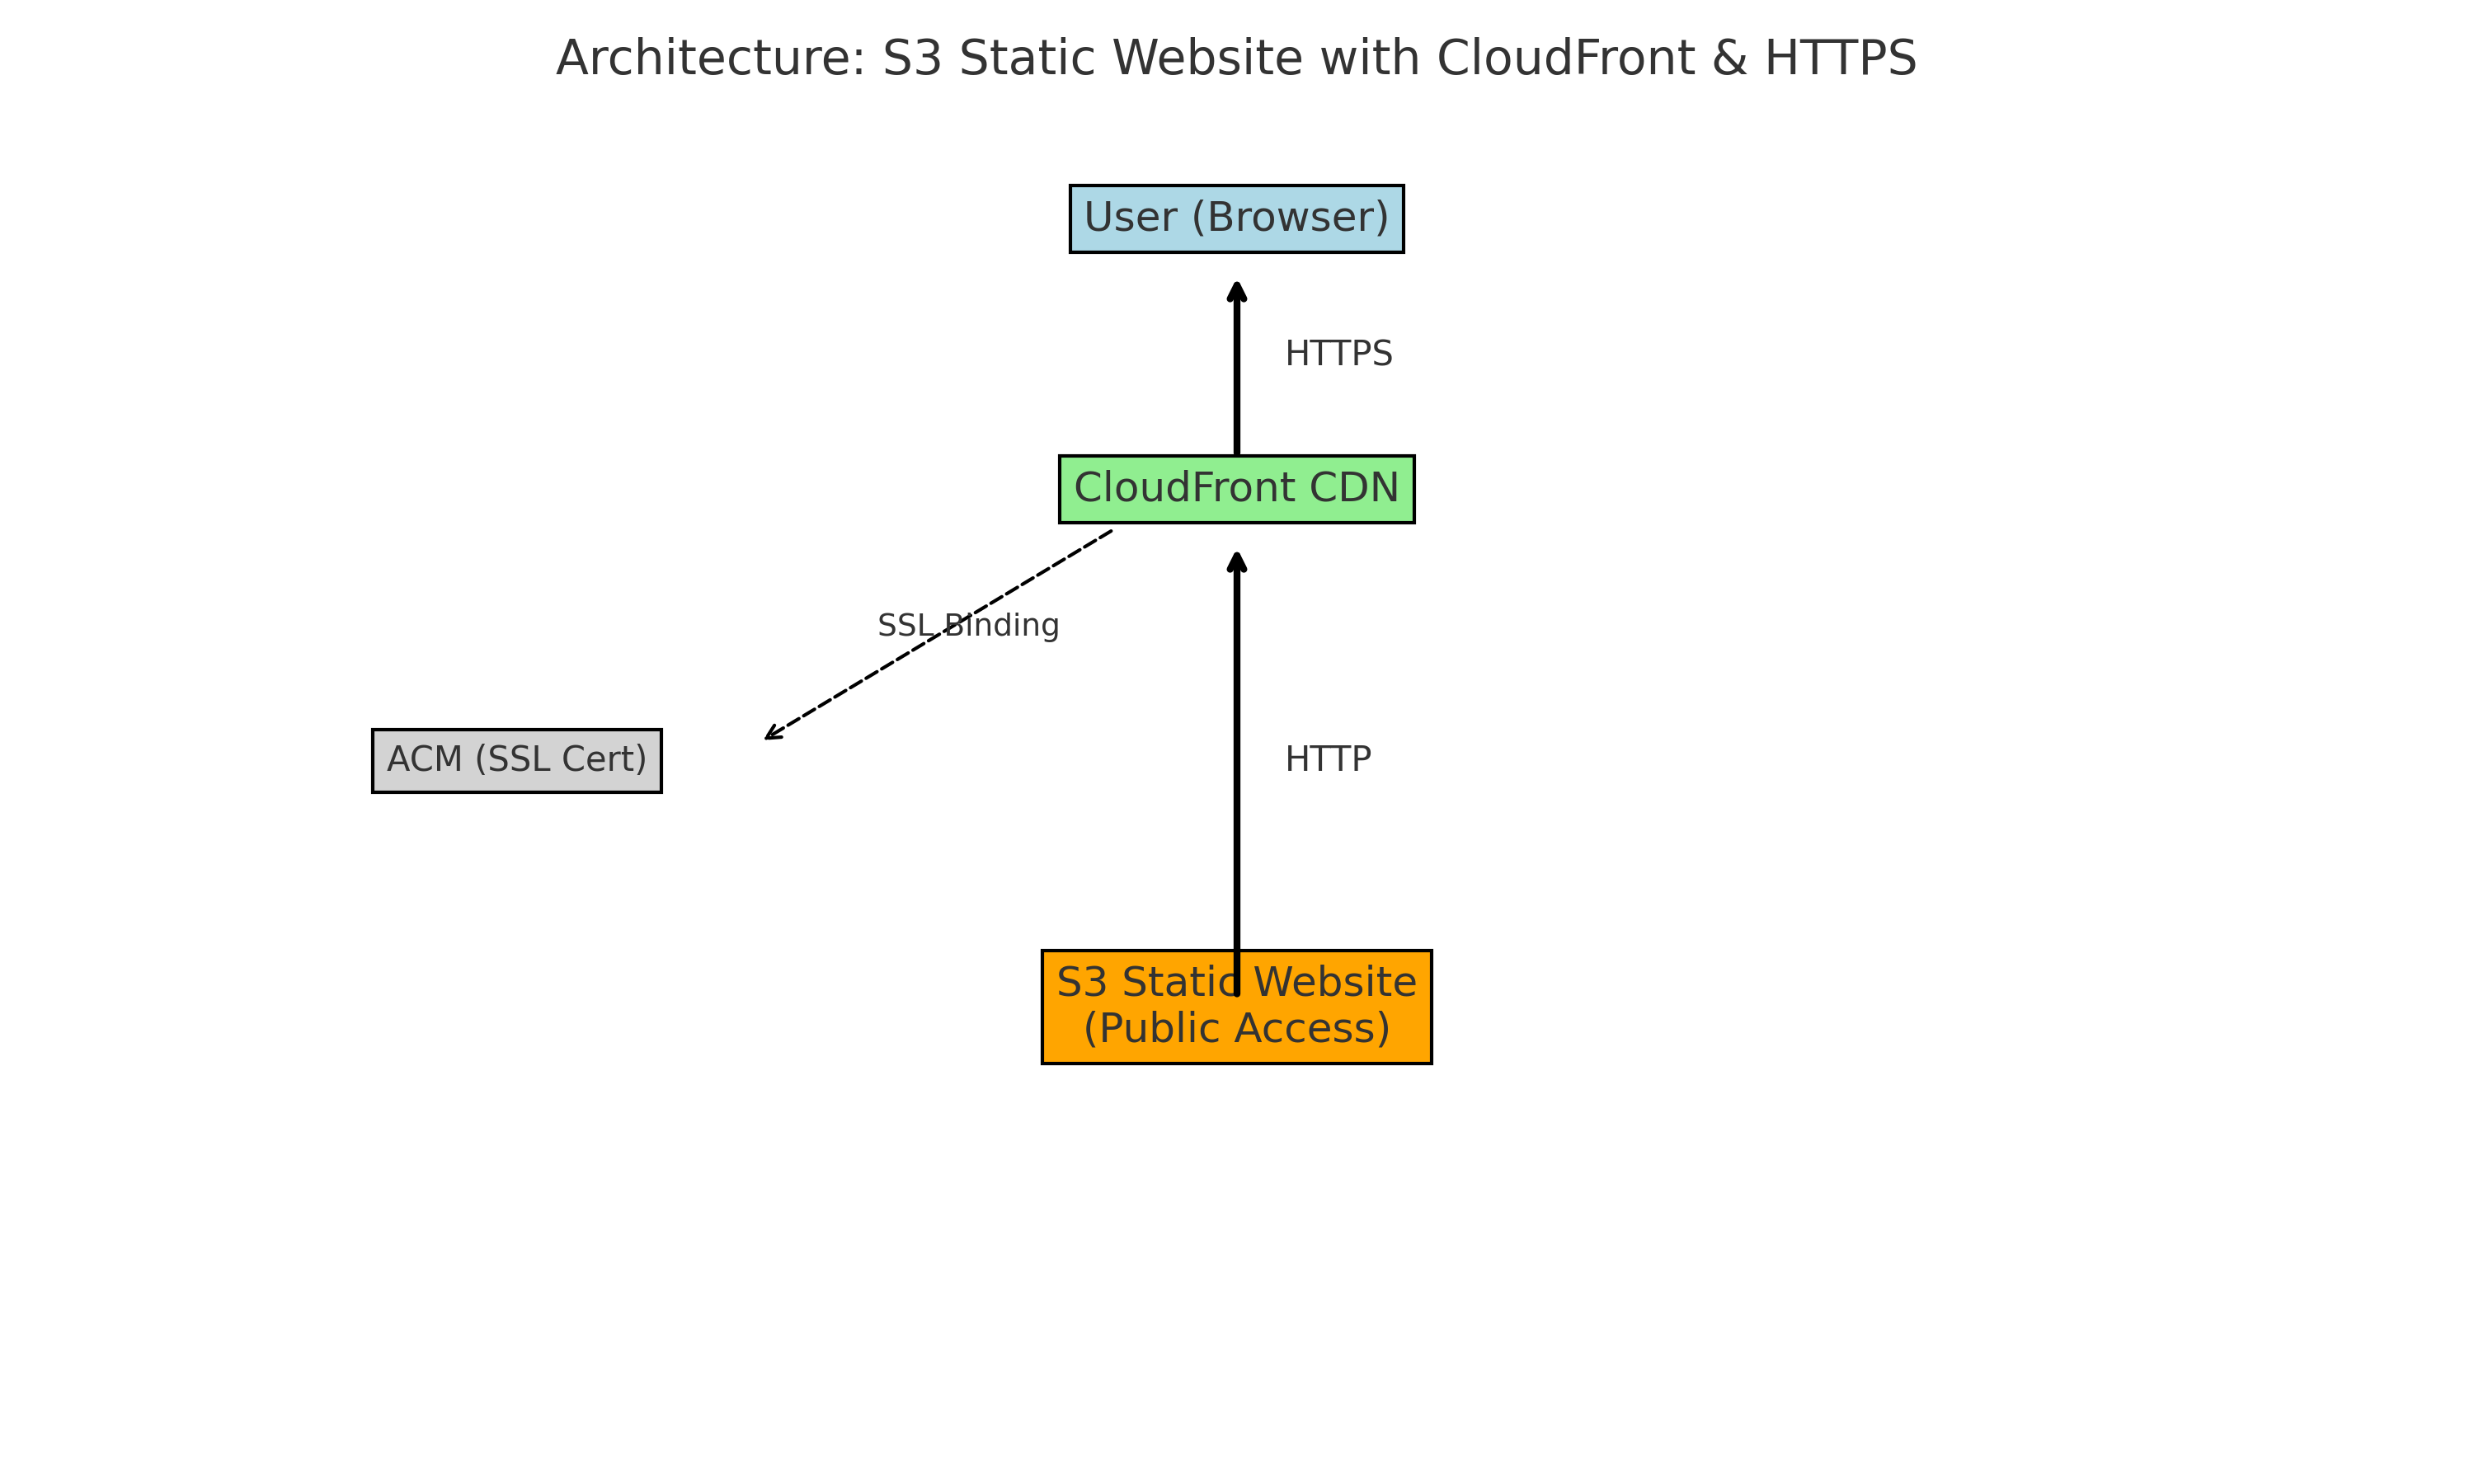 Architecture: S3 Static Website with CloudFront & HTTPS
User (Browser)
HTTPS
CloudFront CDN
SSL Binding
ACM (SSL Cert)
HTTP
S3 Static Website
(Public Access)